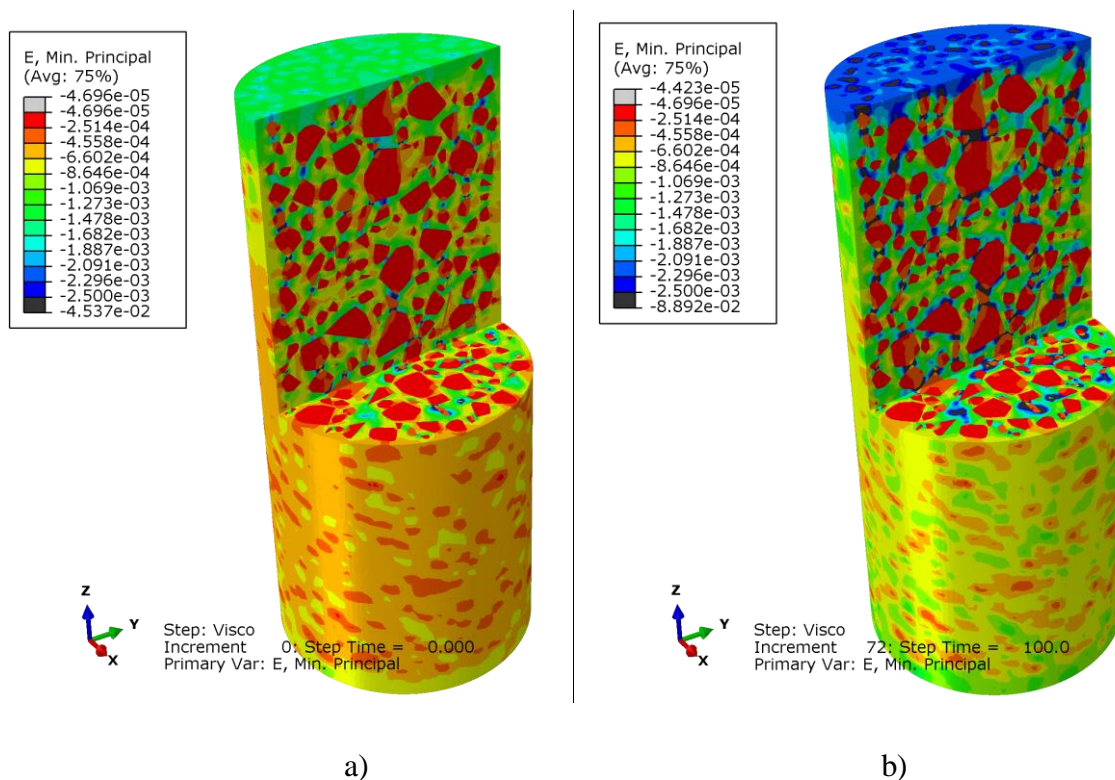 E, Min. Principal
(Avg: 75%)
-4.696e-05
-4.696e-05
-2.514e-04
-4.558e-04
-6.602e-04
-8.646e-04
-1.069e-03
-1.273e-03
-1.478e-03
-1.682e-03
-1.887e-03
-2.091e-03
-2.296e-03
-2.500e-03
-4.537e-02
Z
Y
X
Step: Visco
Increment 0: Step Time = 0.000
Primary Var: E, Min. Principal
a)
E, Min. Principal
(Avg: 75%)
-4.423e-05
-4.696e-05
-2.514e-04
-4.558e-04
-6.602e-04
-8.646e-04
-1.069e-03
-1.273e-03
-1.478e-03
-1.682e-03
-1.887e-03
-2.091e-03
-2.296e-03
-2.500e-03
-8.892e-02
Z
Y
X
Step: Visco
Increment 72: Step Time = 100.0
Primary Var: E, Min. Principal
b)